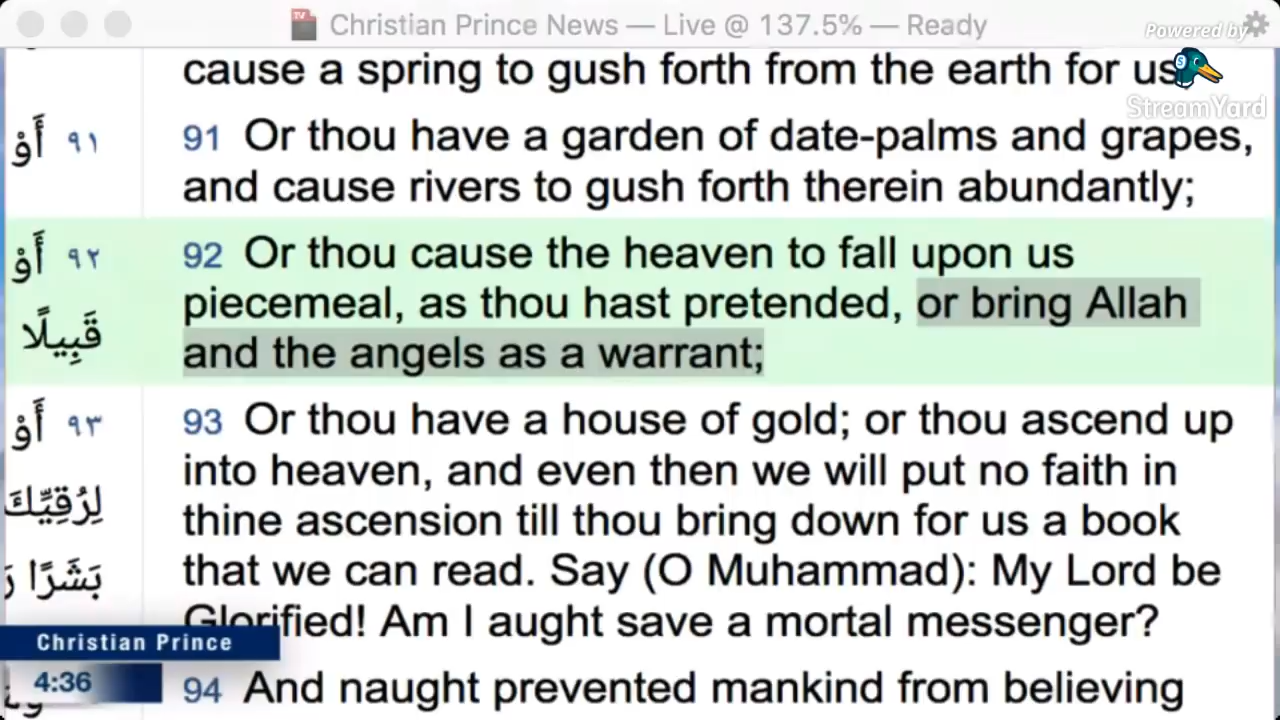 Christian Prince News — Live @ 137.5% — Ready
Powered by
StreamYard
cause a spring to gush forth from the earth for us
٩١ أَوْ
91 Or thou have a garden of date-palms and grapes,
and cause rivers to gush forth therein abundantly;
٩٢ أَوْ
92 Or thou cause the heaven to fall upon us
قَبِيلًا
piecemeal, as thou hast pretended, or bring Allah
and the angels as a warrant;
٩٣ أَوْ
93 Or thou have a house of gold; or thou ascend up
into heaven, and even then we will put no faith in
لِرُقِيِّكَ
thine ascension till thou bring down for us a book
بَشَرًا
that we can read. Say (O Muhammad): My Lord be
Glorified! Am I aught save a mortal messenger?
Christian Prince
4:36
94 And naught prevented mankind from believing